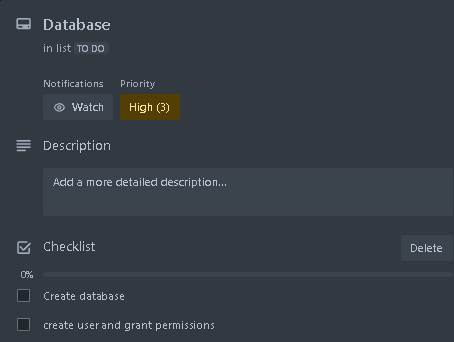 Database
in list TO DO
Notifications Priority
Watch High (3)
Description
Add a more detailed description...
Checklist Delete
0%
Create database
create user and grant permissions